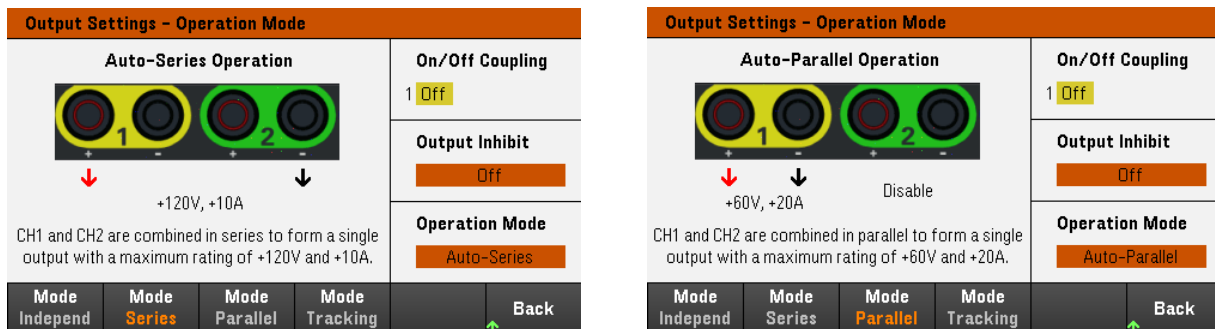 Output Settings - Operation Mode
Auto-Series Operation
1
2
+ - + -
+120V, +10A
CH1 and CH2 are combined in series to form a single
output with a maximum rating of +120V and +10A.
On/Off Coupling
1 Off
Output Inhibit
Off
Operation Mode
Auto-Series
Mode Independ
Mode Series
Mode Parallel
Mode Tracking
Back
Output Settings - Operation Mode
Auto-Parallel Operation
1
2
+ - + -
+60V, +20A
Disable
CH1 and CH2 are combined in parallel to form a single
output with a maximum rating of +60V and +20A.
On/Off Coupling
1 Off
Output Inhibit
Off
Operation Mode
Auto-Parallel
Mode Independ
Mode Series
Mode Parallel
Mode Tracking
Back